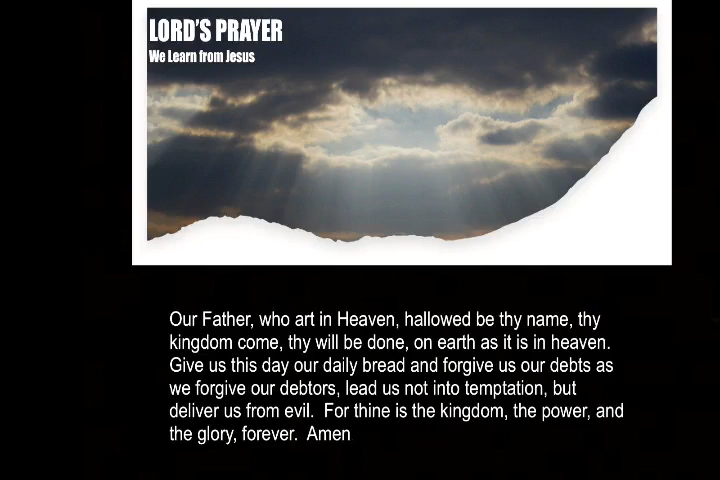 LORD'S PRAYER
We Learn from Jesus
Our Father, who art in Heaven, hallowed be thy name, thy
kingdom come, thy will be done, on earth as it is in heaven.
Give us this day our daily bread and forgive us our debts as
we forgive our debtors, lead us not into temptation, but
deliver us from evil.  For thine is the kingdom, the power, and
the glory, forever.  Amen